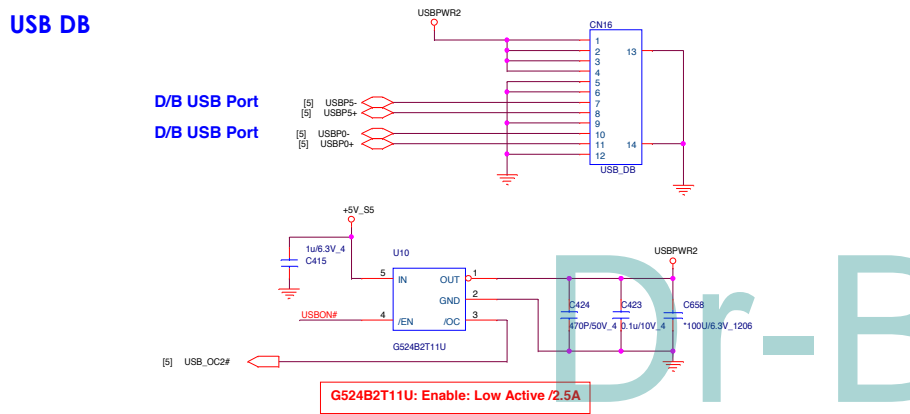 USB DB
USBPWR2
CN16
1
2
3
4
5
6
7
8
9
10
11
12
13
14
USB_DB
D/B USB Port
[5] USBP5-
[5] USBP5+
D/B USB Port
[5] USBP0-
[5] USBP0+
+5V_S5
1u/6.3V_4
C415
U10
5 IN OUT 1
GND 2
USBON# 4 /EN /OC 3
G524B2T11U
[5] USB_OC2#
USBPWR2
C424
470P/50V_4
C423
0.1u/10V_4
C658
*100U/6.3V_1206
G524B2T11U: Enable: Low Active /2.5A
Dr-B